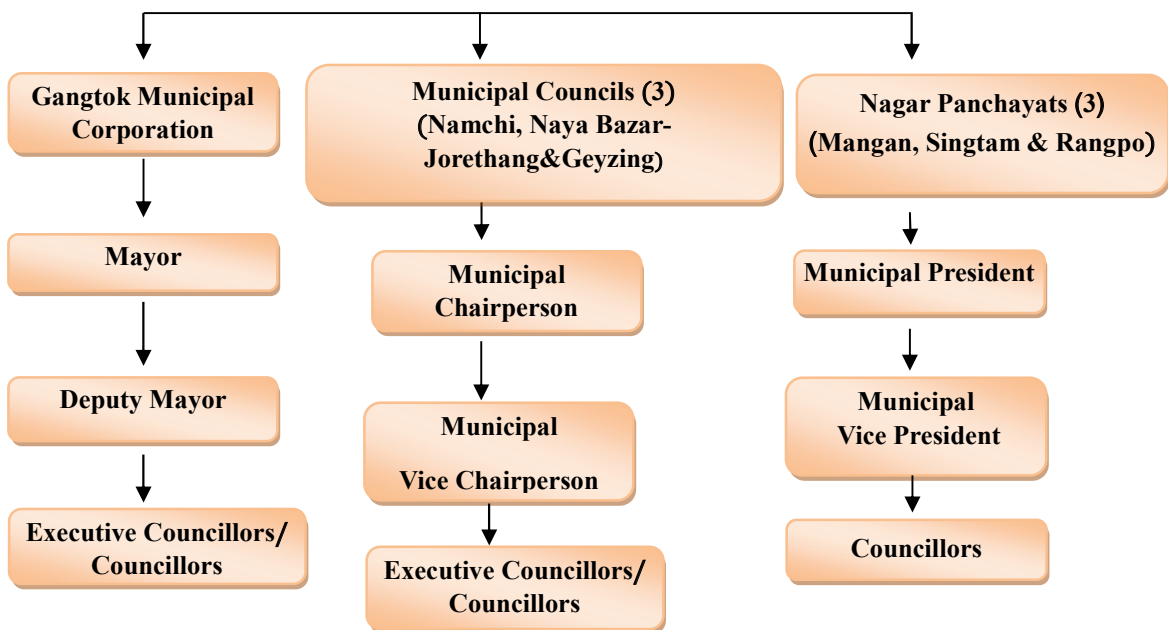 Gangtok Municipal
Corporation
Mayor
Deputy Mayor
Executive Councillors/
Councillors
Municipal Councils (3)
(Namchi, Naya Bazar-
Jorethang&Geyzing)
Municipal
Chairperson
Municipal
Vice Chairperson
Executive Councillors/
Councillors
Nagar Panchayats (3)
(Mangan, Singtam & Rangpo)
Municipal President
Municipal
Vice President
Councillors